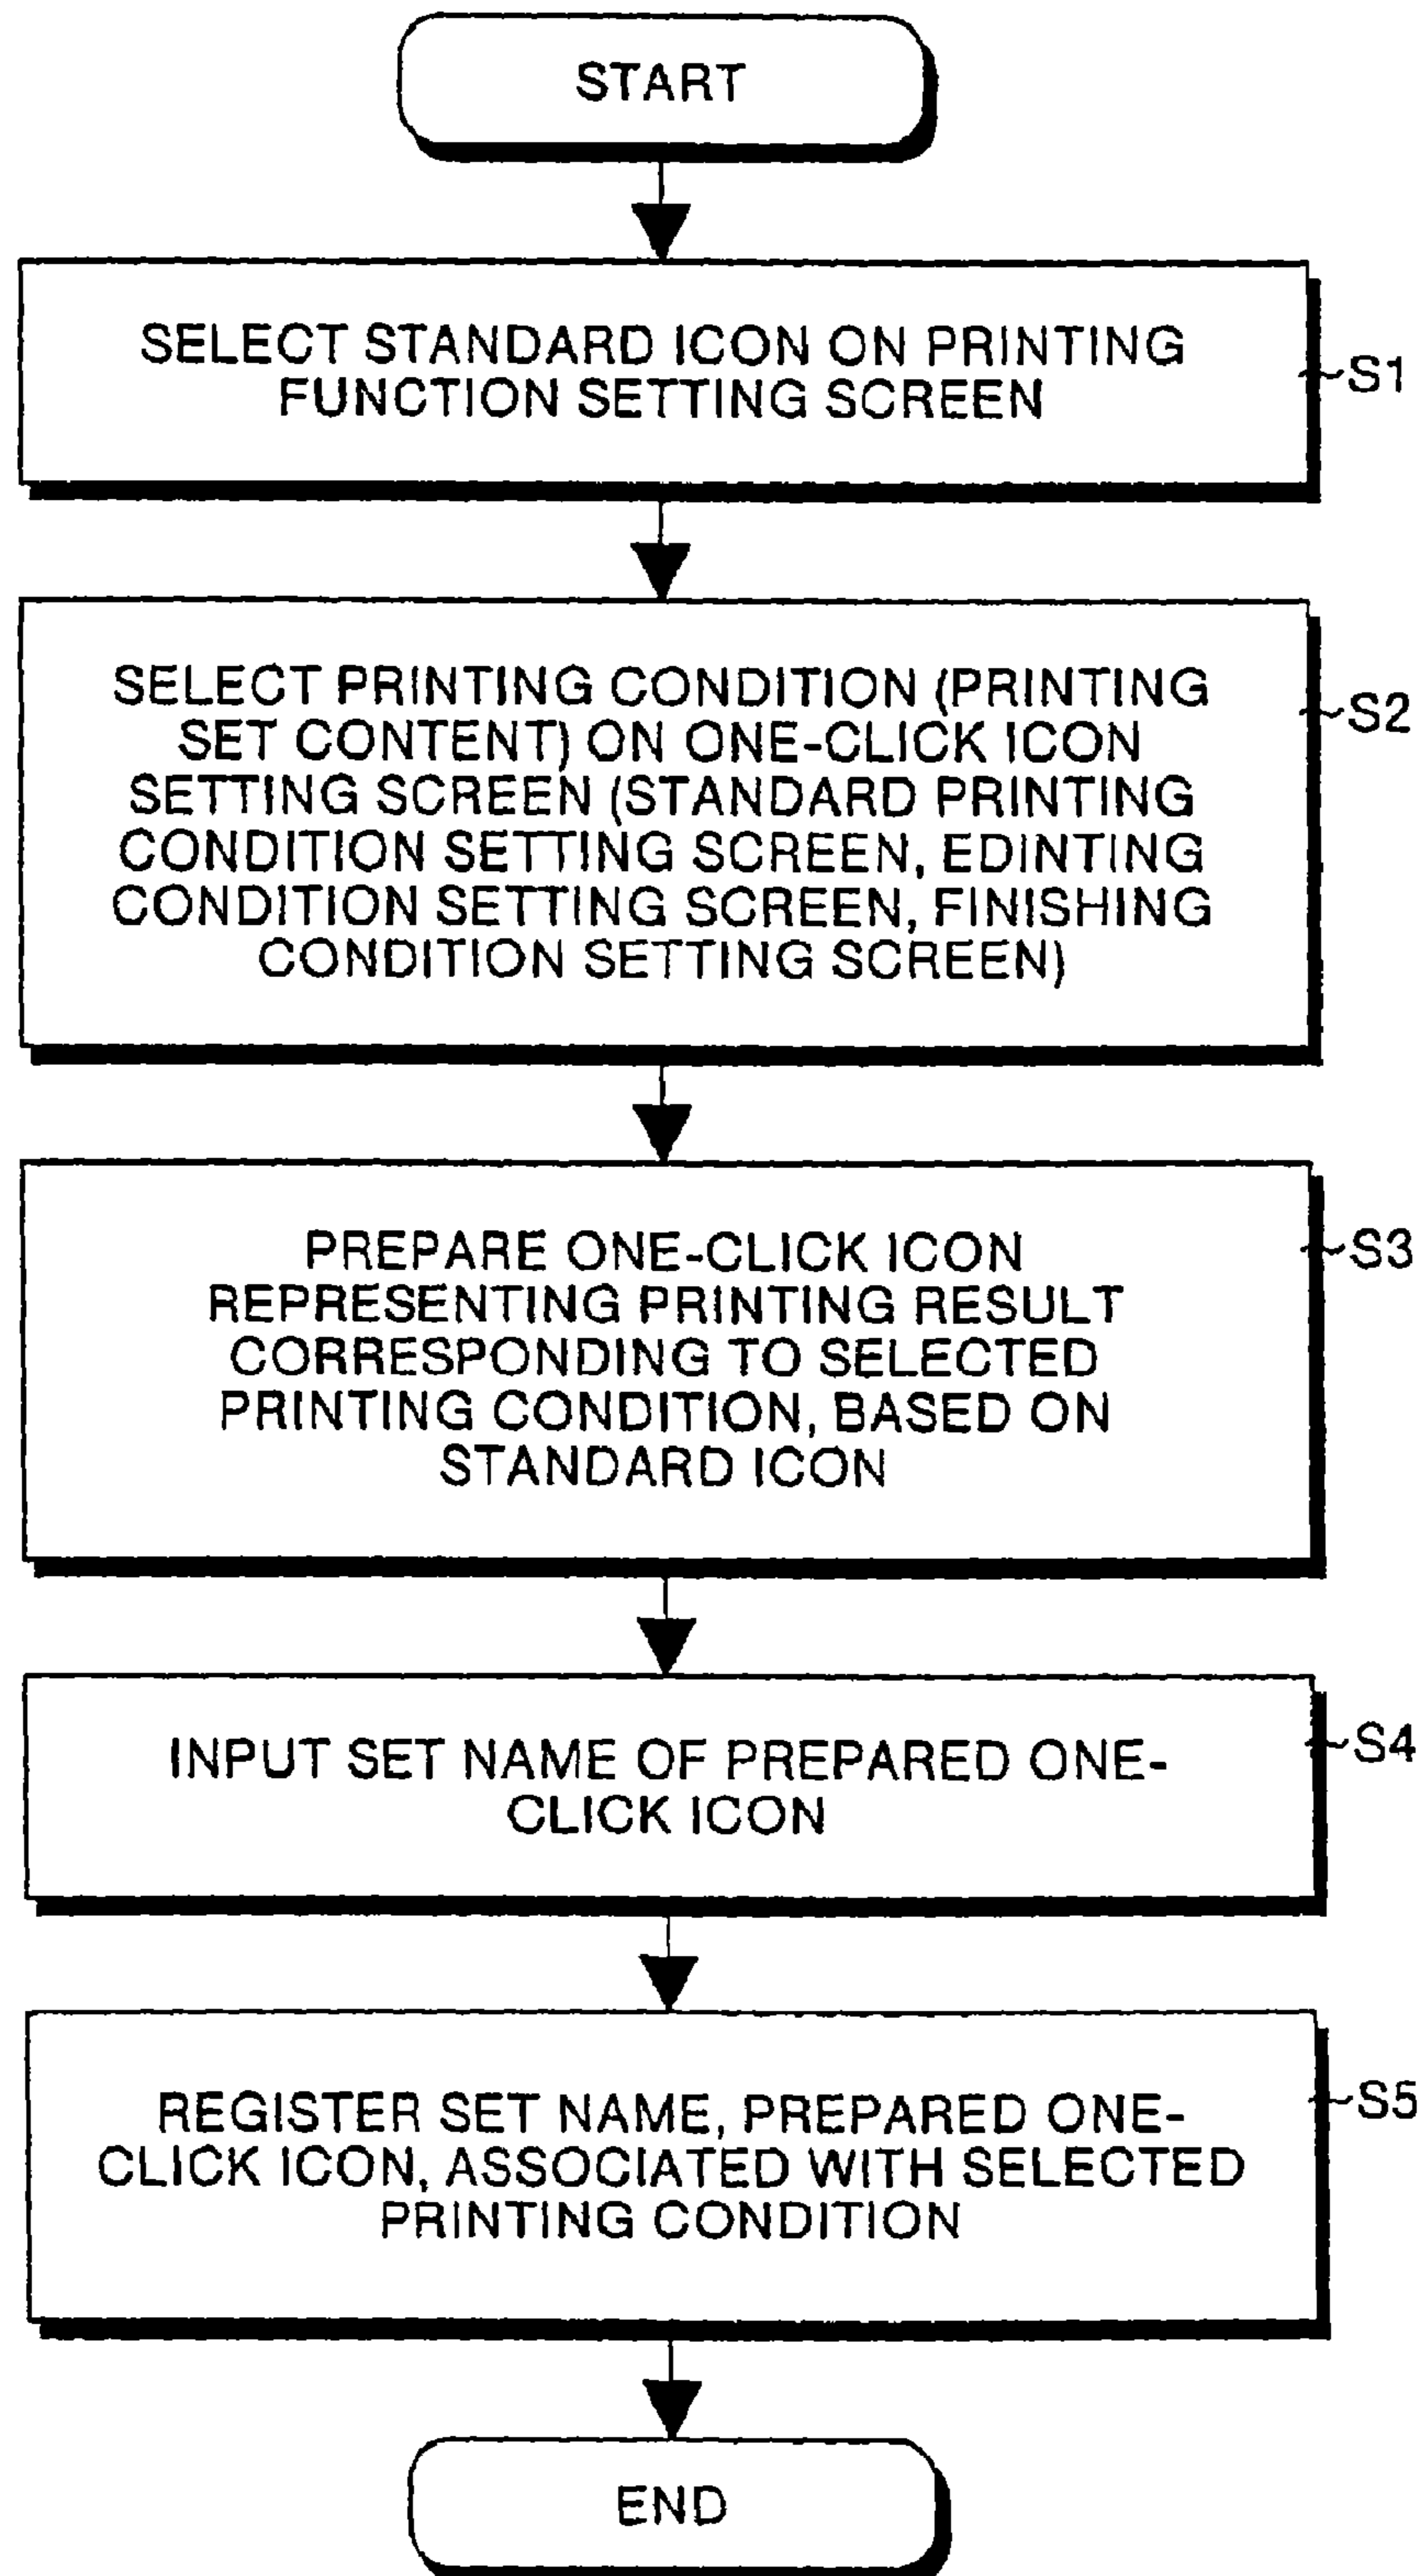 START
SELECT STANDARD ICON ON PRINTING
FUNCTION SETTING SCREEN
S1
SELECT PRINTING CONDITION (PRINTING
SET CONTENT) ON ONE-CLICK ICON
SETTING SCREEN (STANDARD PRINTING
CONDITION SETTING SCREEN, EDINTING
CONDITION SETTING SCREEN, FINISHING
CONDITION SETTING SCREEN)
S2
PREPARE ONE-CLICK ICON
REPRESENTING PRINTING RESULT
CORRESPONDING TO SELECTED
PRINTING CONDITION, BASED ON
STANDARD ICON
S3
INPUT SET NAME OF PREPARED ONE-
CLICK ICON
S4
REGISTER SET NAME, PREPARED ONE-
CLICK ICON, ASSOCIATED WITH SELECTED
PRINTING CONDITION
S5
END